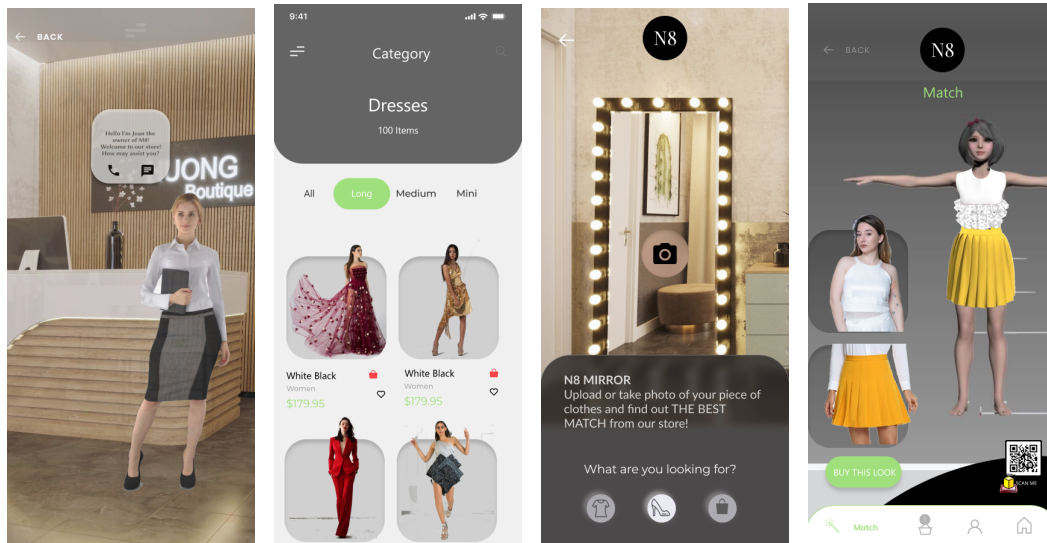 BACK
Hello I'm Joan the
owner of M8!
Welcome to our store!
How may assist you?
JONG
Boutique
9:41
Category
Dresses
100 Items
All
Long
Medium
Mini
White Black
Women
$179.95
White Black
Women
$179.95
N8
N8 MIRROR
Upload or take photo of your piece of
clothes and find out THE BEST
MATCH from our store!
What are you looking for?
BACK
N8
Match
BUY THIS LOOK
SCAN ME
Match